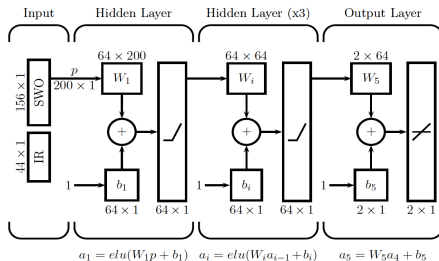 Input
Hidden Layer
Hidden Layer (x3)
Output Layer
156 × 1
SWO
44 × 1
IR
p
200 × 1
64 × 200
W₁
+
1
b₁
64 × 1
64 × 1
64 × 64
Wᵢ
+
1
bᵢ
64 × 1
64 × 1
2 × 64
W₅
+
1
b₅
2 × 1
2 × 1
a₁ = elu(W₁p + b₁)
aᵢ = elu(Wᵢaᵢ₋₁ + bᵢ)
a₅ = W₅a₄ + b₅